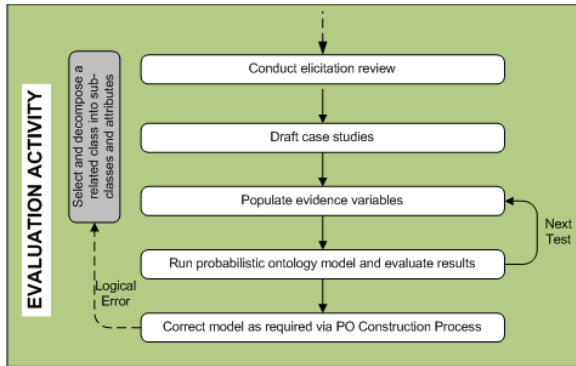 EVALUATION ACTIVITY
Select and decompose a
related class into sub-
classes and attributes
Conduct elicitation review
Draft case studies
Populate evidence variables
Next
Test
Run probabilistic ontology model and evaluate results
Logical
Error
Correct model as required via PO Construction Process